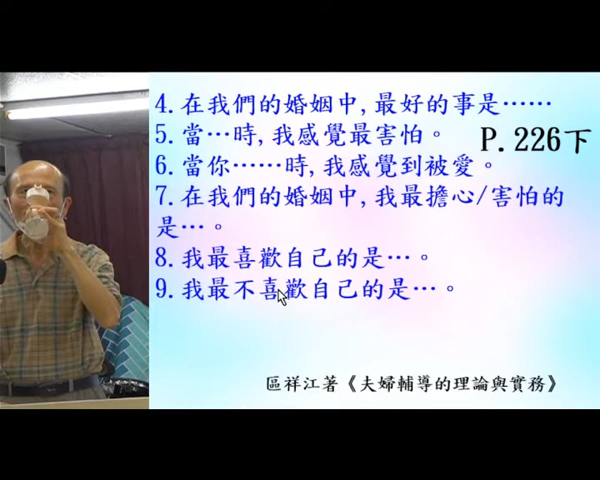 4.在我們的婚姻中,最好的事是……
5.當…時,我感覺最害怕。
P.226下
6.當你……時,我感覺到被愛。
7.在我們的婚姻中,我最擔心/害怕的
是…。
8.我最喜歡自己的是…。
9.我最不喜歡自己的是…。
區祥江著《夫婦輔導的理論與實務》